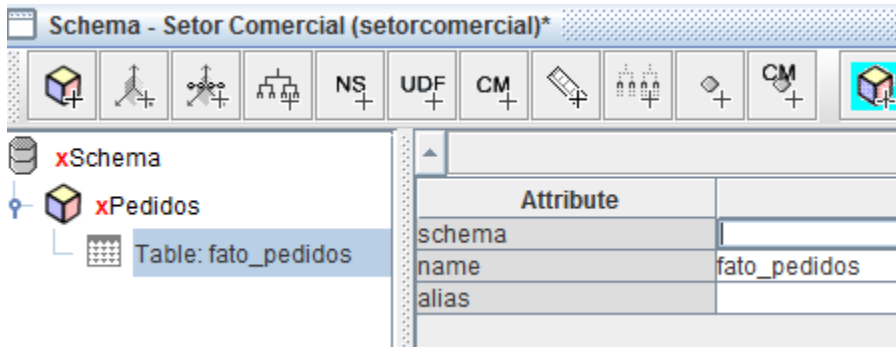 Schema - Setor Comercial (setorcomercial)*
NS UDF CM CM
xSchema
xPedidos
Table: fato_pedidos
Attribute
schema
name fato_pedidos
alias